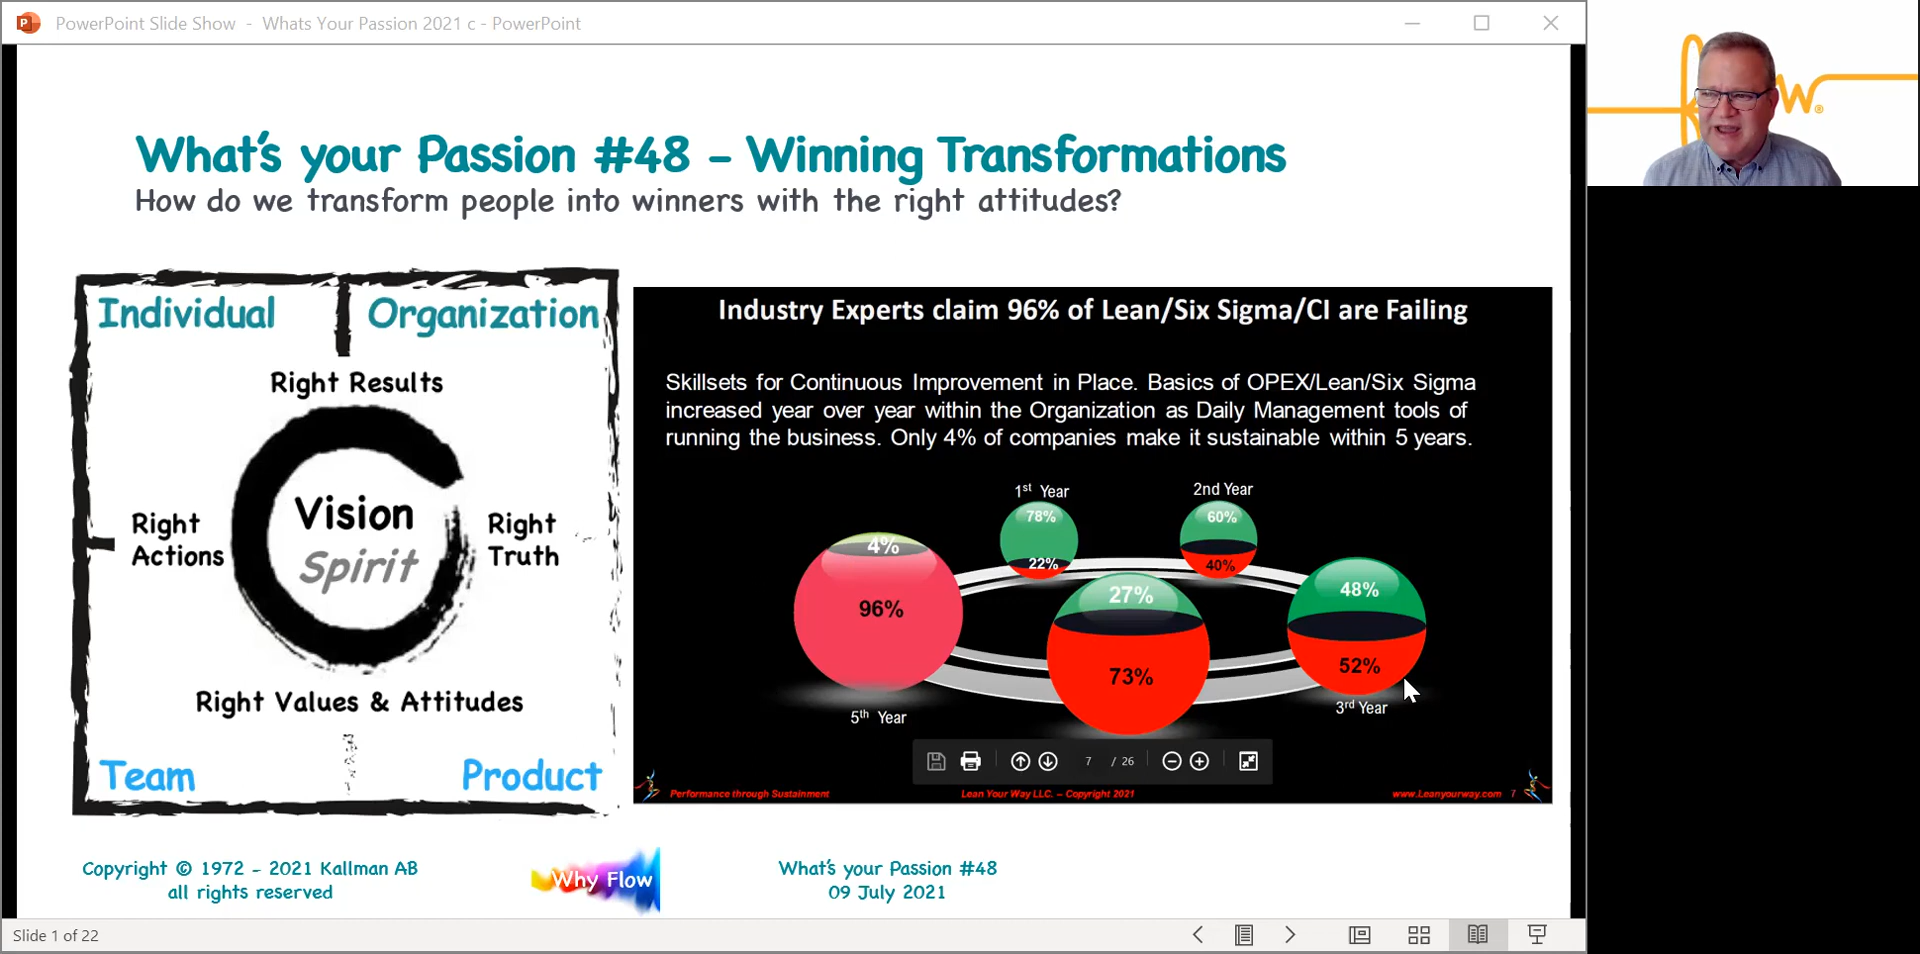 PowerPoint Slide Show - Whats Your Passion 2021 c - PowerPoint
What's your Passion #48 – Winning Transformations
How do we transform people into winners with the right attitudes?
Individual
Organization
Right Results
Right
Actions
Vision
Spirit
Right
Truth
Right Values & Attitudes
Team
Product
Industry Experts claim 96% of Lean/Six Sigma/CI are Failing
Skillsets for Continuous Improvement in Place. Basics of OPEX/Lean/Six Sigma
increased year over year within the Organization as Daily Management tools of
running the business. Only 4% of companies make it sustainable within 5 years.
1st Year
78%
22%
2nd Year
60%
40%
4%
96%
5th Year
27%
73%
48%
52%
3rd Year
7 / 26
Performance through Sustainment
Lean Your Way LLC. – Copyright 2021
www.Leanyourway.com 7
Copyright © 1972 - 2021 Kallman AB
all rights reserved
Why Flow
What's your Passion #48
09 July 2021
Slide 1 of 22